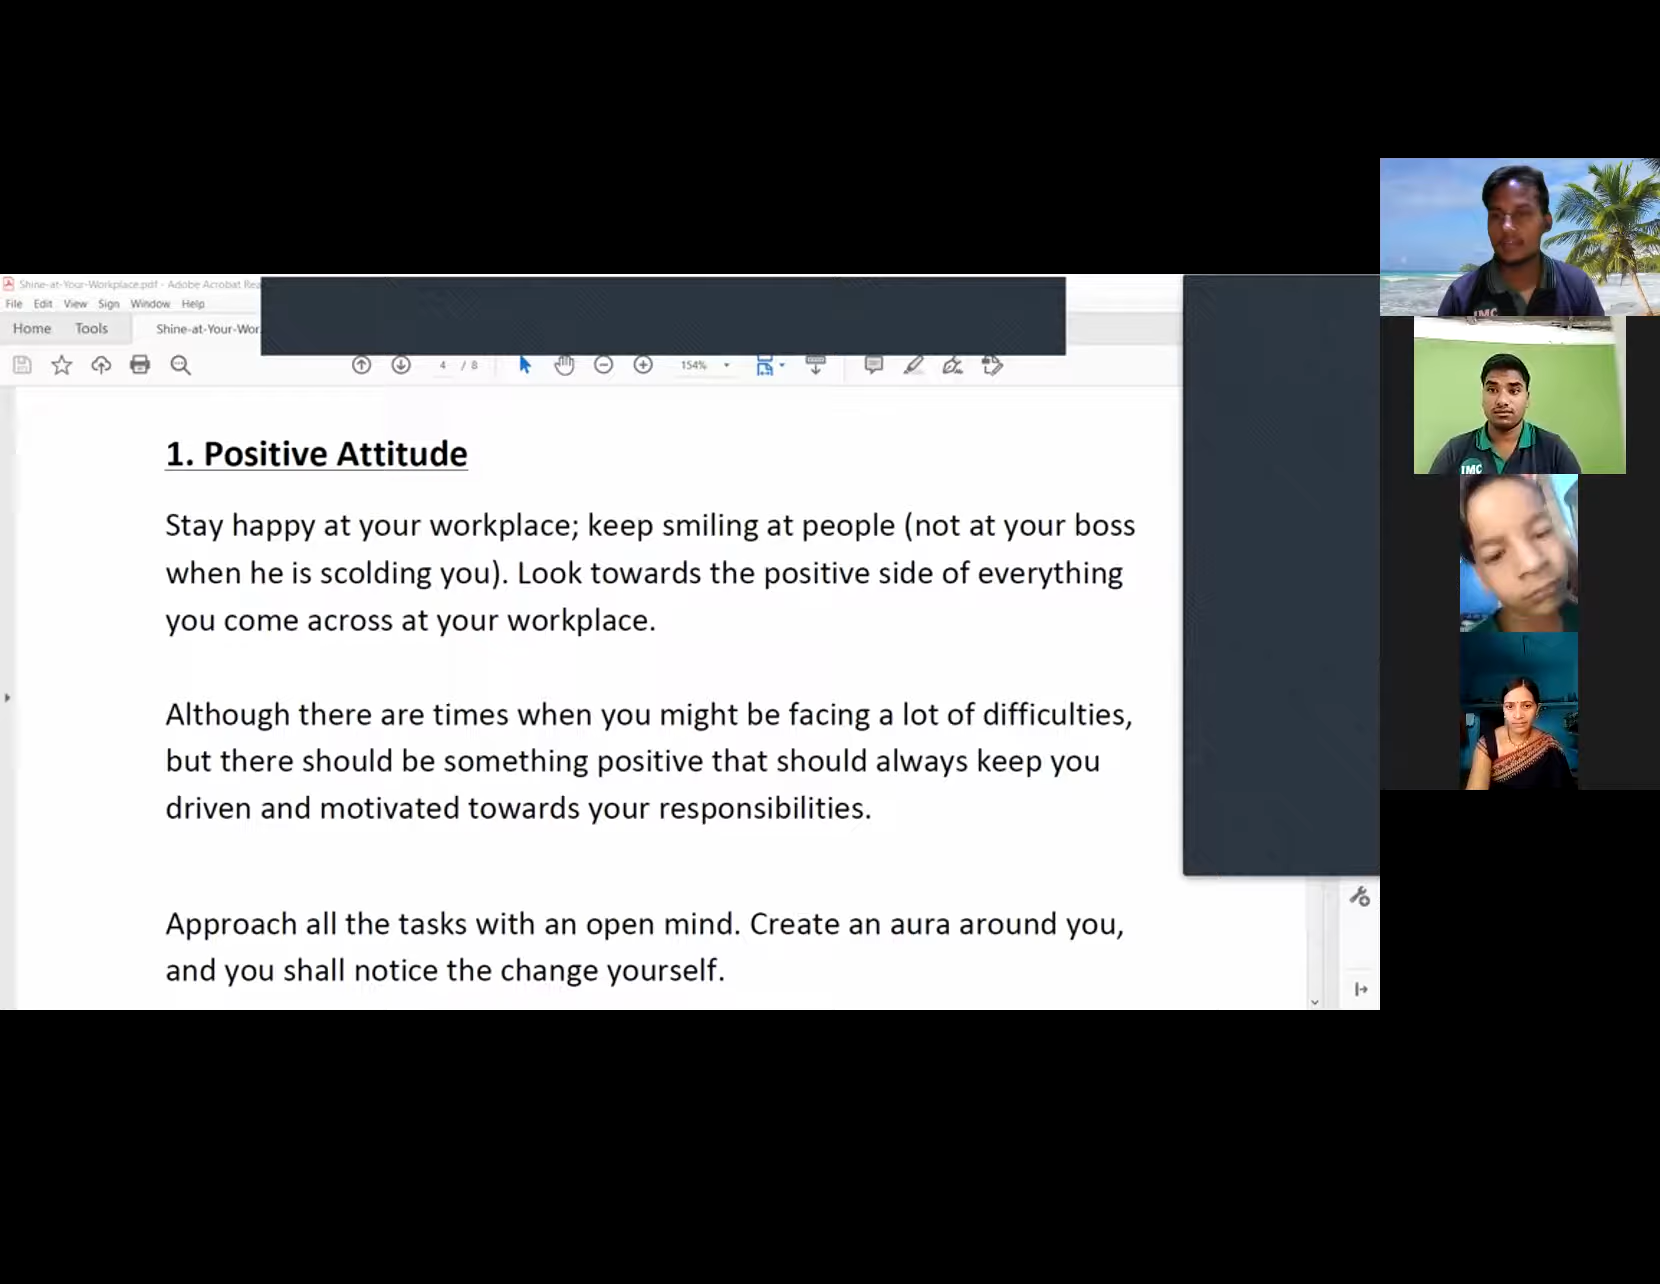 Shine-at-Your-Workplace.pdf - Adobe Acrobat Rea
File Edit View Sign Window Help
Home Tools Shine-at-Your-Wor
4 / 8 154%
1. Positive Attitude
Stay happy at your workplace; keep smiling at people (not at your boss
when he is scolding you). Look towards the positive side of everything
you come across at your workplace.
Although there are times when you might be facing a lot of difficulties,
but there should be something positive that should always keep you
driven and motivated towards your responsibilities.
Approach all the tasks with an open mind. Create an aura around you,
and you shall notice the change yourself.
IMC
IMC